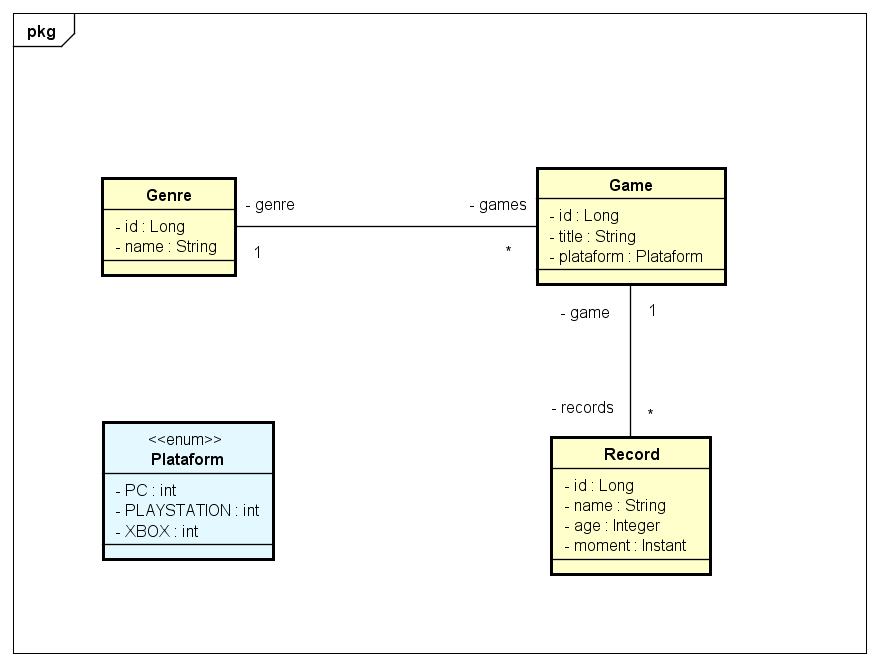 pkg
Genre
- id : Long
- name : String
- genre
1
- games
*
Game
- id : Long
- title : String
- plataform : Plataform
- game
1
- records
*
<<enum>>
Plataform
- PC : int
- PLAYSTATION : int
- XBOX : int
Record
- id : Long
- name : String
- age : Integer
- moment : Instant